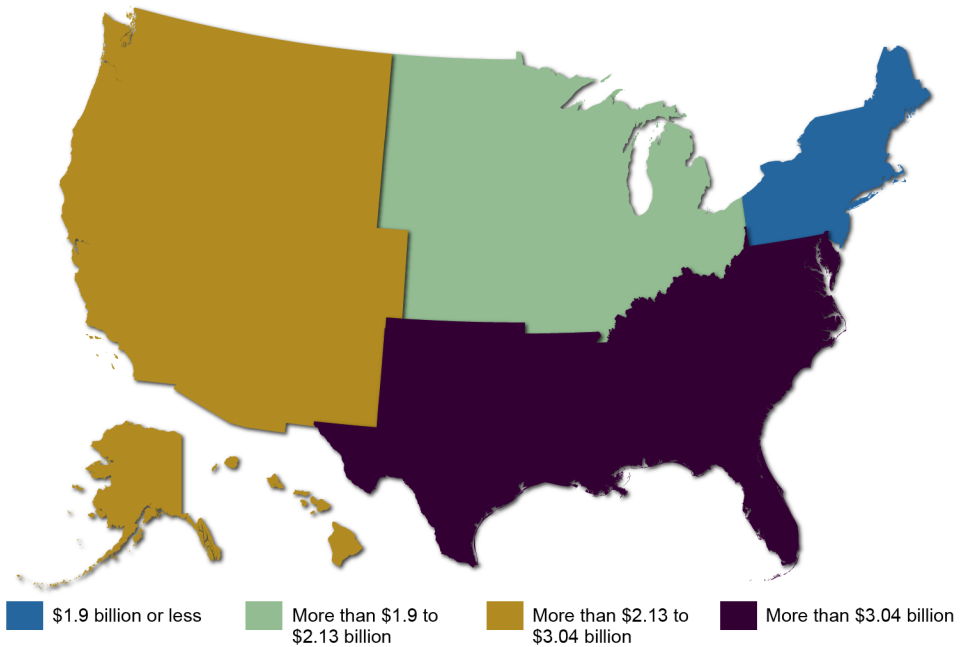 $1.9 billion or less
More than $1.9 to
$2.13 billion
More than $2.13 to
$3.04 billion
More than $3.04 billion